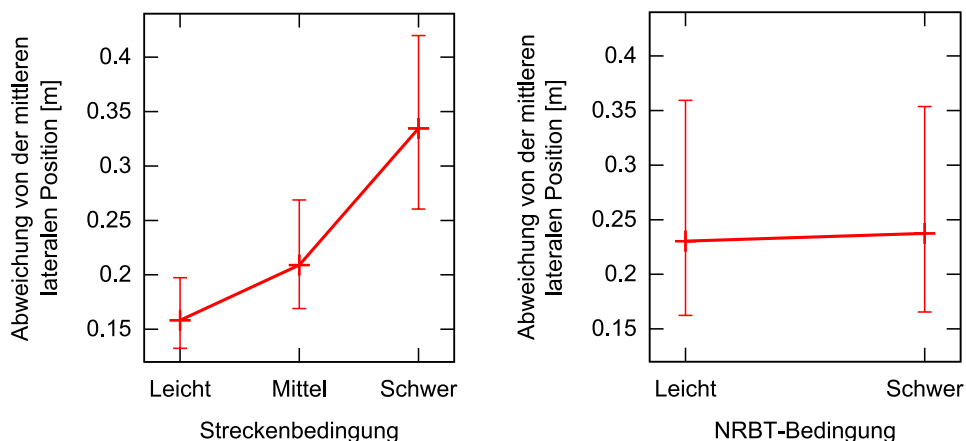 Abweichung von der mittleren
lateralen Position [m]
0.4
0.35
0.3
0.25
0.2
0.15
Leicht
Mittel
Schwer
Streckenbedingung
Abweichung von der mittleren
lateralen Position [m]
0.4
0.35
0.3
0.25
0.2
0.15
Leicht
Schwer
NRBT-Bedingung